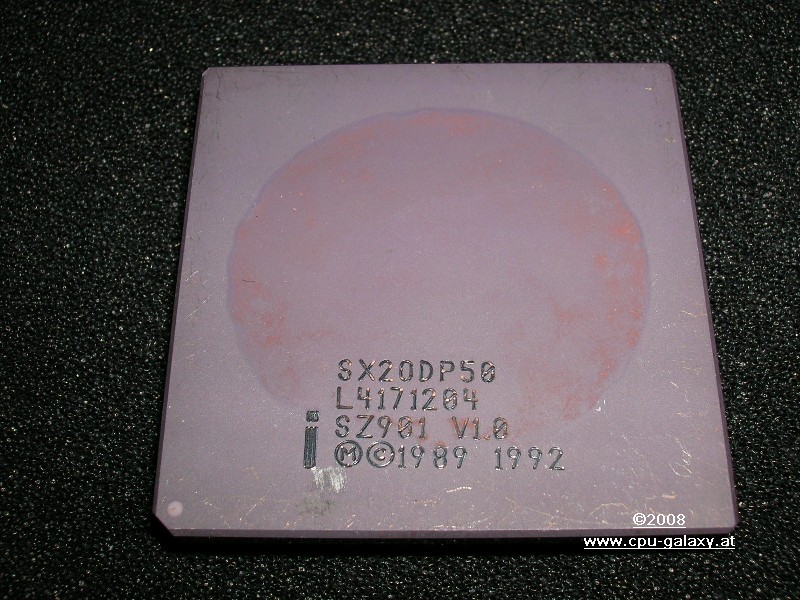 SX20DP50
L4171204
SZ901 V1.0
i Ⓜ©1989 1992
©2008
www.cpu-galaxy.at